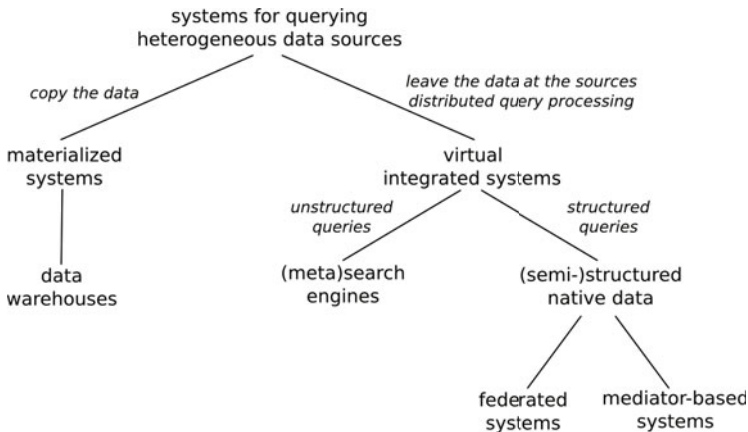 systems for querying
heterogeneous data sources
copy the data
leave the data at the sources
distributed query processing
materialized
systems
virtual
integrated systems
unstructured
queries
structured
queries
data
warehouses
(meta)search
engines
(semi-)structured
native data
federated
systems
mediator-based
systems